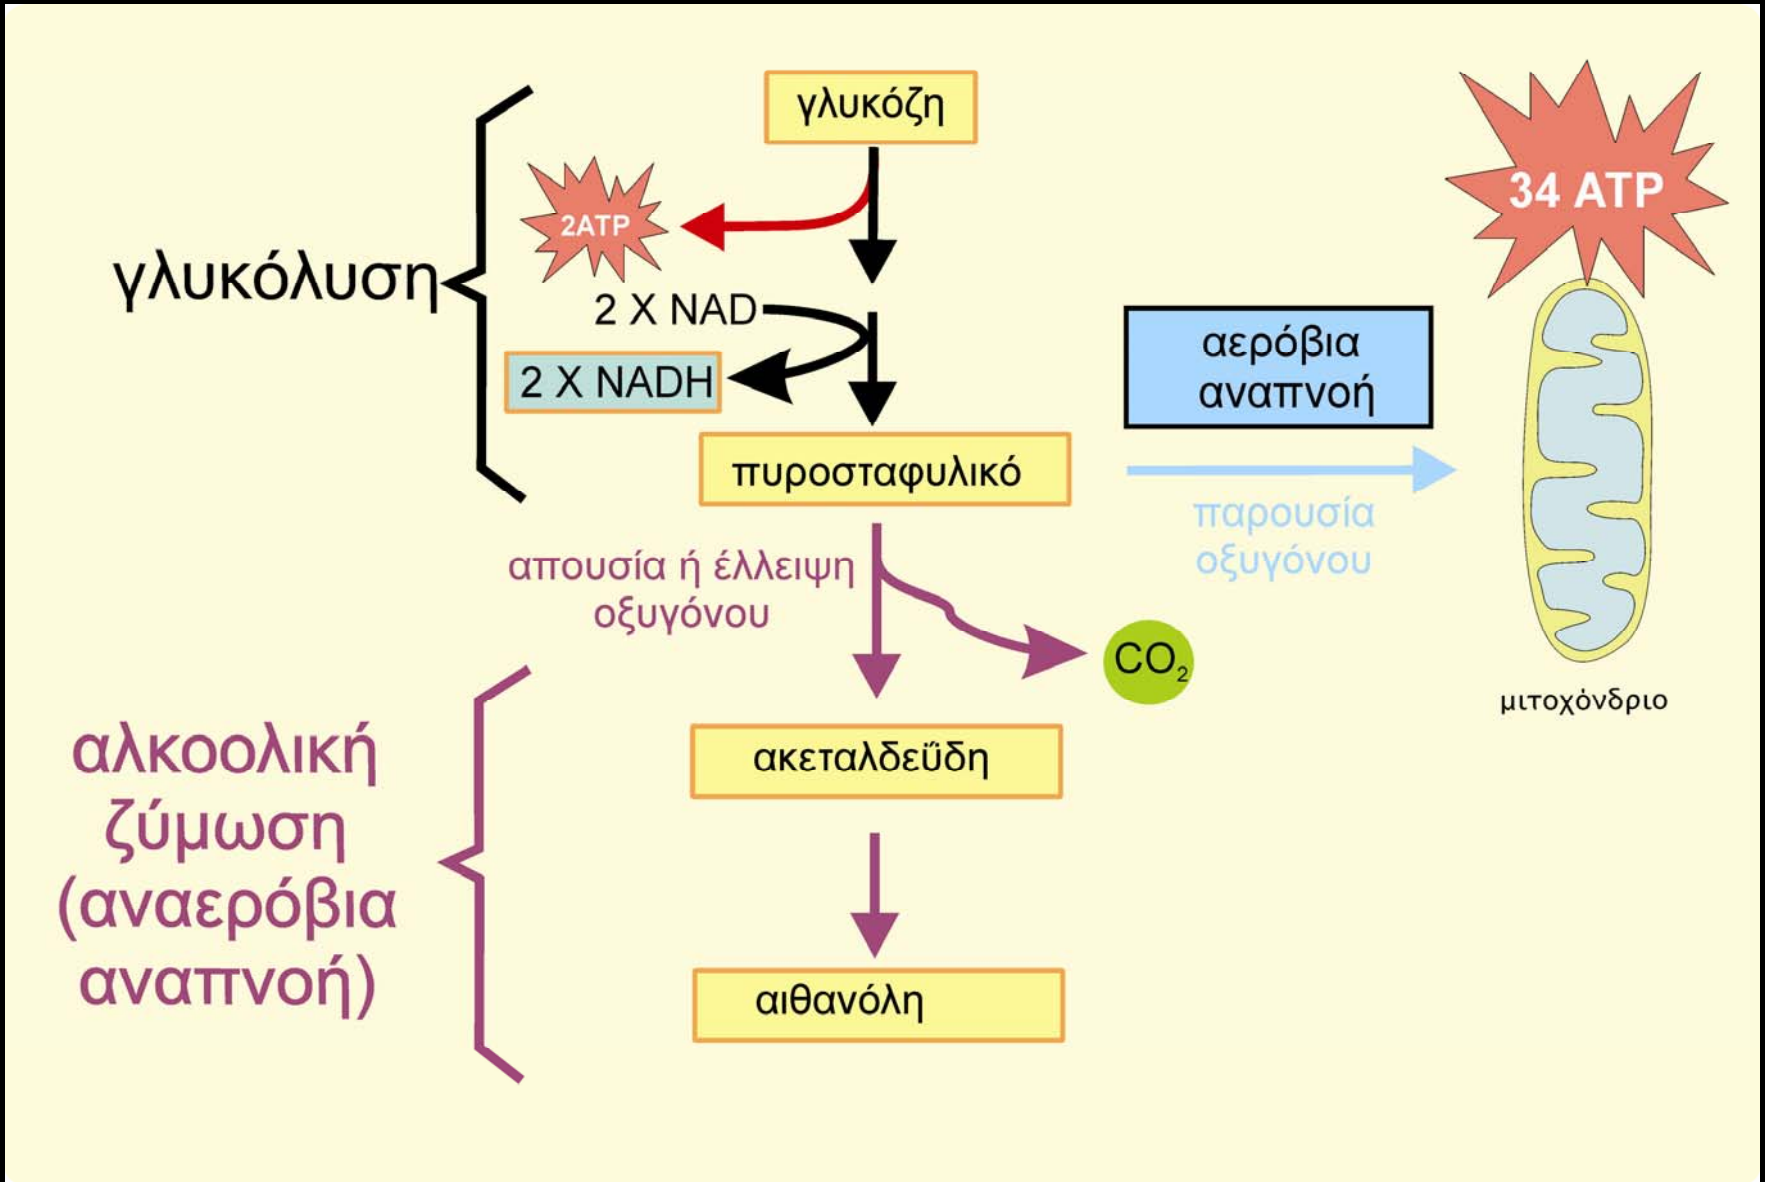 γλυκόζη
34 ATP
2ATP
γλυκόλυση
2 X NAD
2 X NADH
αερόβια
αναπνοή
πυροσταφυλικό
παρουσία
οξυγόνου
απουσία ή έλλειψη
οξυγόνου
CO₂
μιτοχόνδριο
αλκοολική
ζύμωση
(αναερόβια
αναπνοή)
ακεταλδεΰδη
αιθανόλη